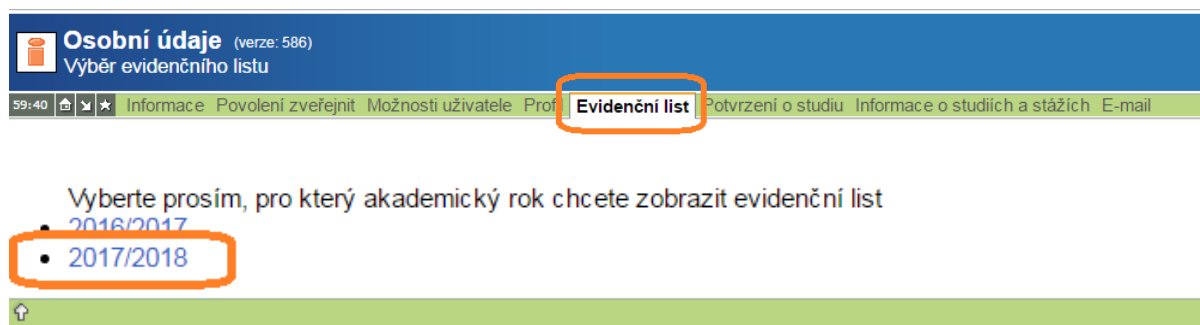 Osobní údaje (verze: 586)
Výběr evidenčního listu
59:40 Informace Povolení zveřejnit Možnosti uživatele Prof Evidenční list Potvrzení o studiu Informace o studiích a stážích E-mail
Vyberte prosím, pro který akademický rok chcete zobrazit evidenční list
2016/2017
2017/2018